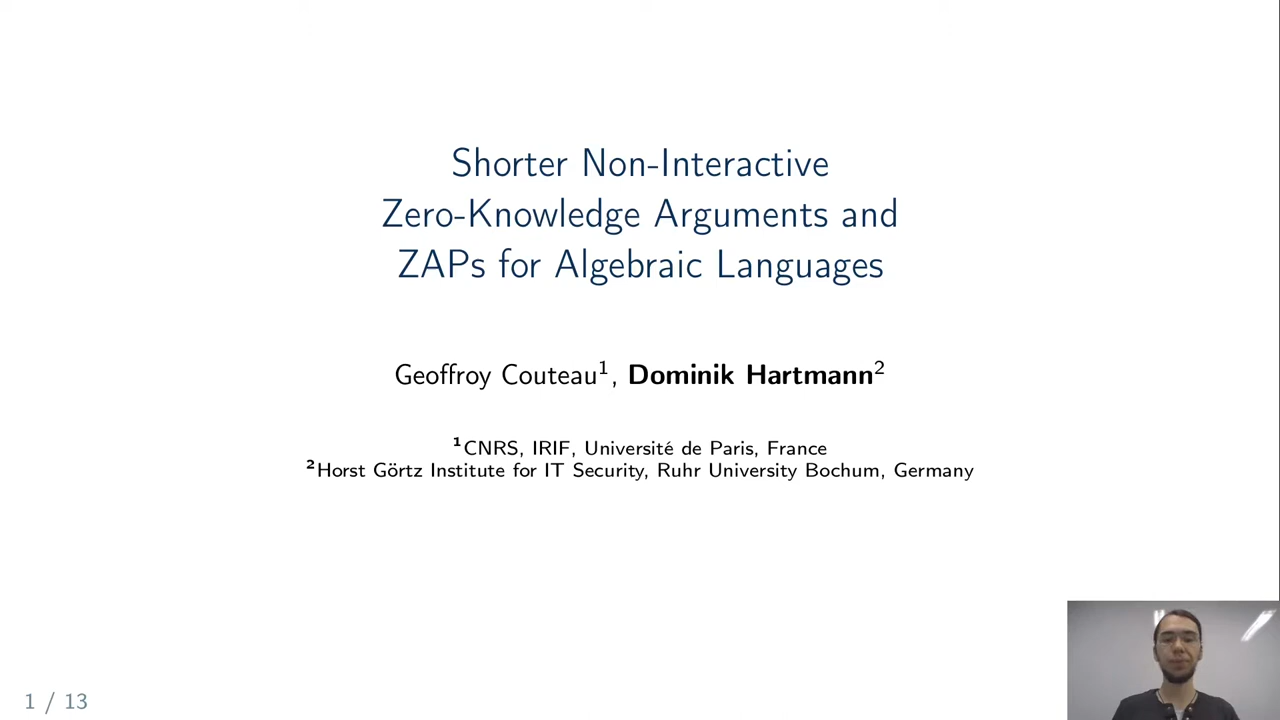 Shorter Non-Interactive
Zero-Knowledge Arguments and
ZAPs for Algebraic Languages
Geoffroy Couteau¹, Dominik Hartmann²
¹CNRS, IRIF, Université de Paris, France
²Horst Görtz Institute for IT Security, Ruhr University Bochum, Germany
1 / 13